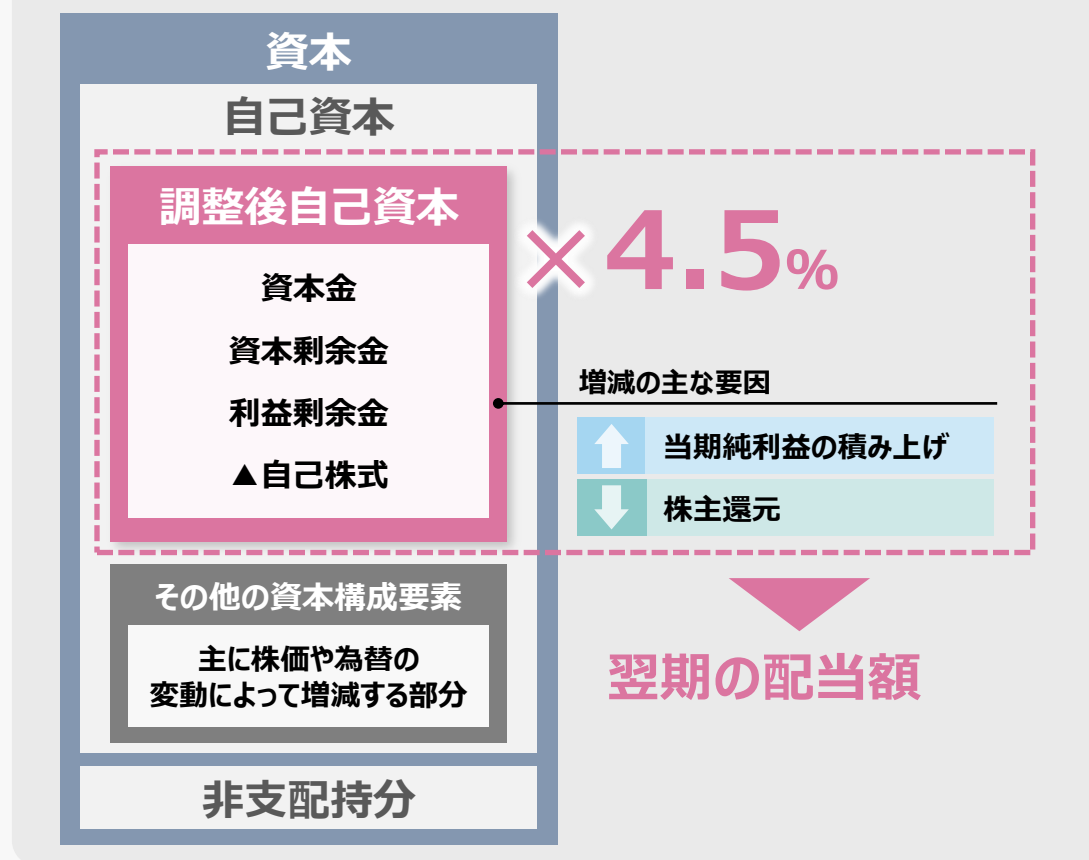 資本
自己資本
調整後自己資本
資本金
資本剰余金
利益剰余金
▲自己株式
×4.5%
増減の主な要因
当期純利益の積み上げ
株主還元
その他の資本構成要素
主に株価や為替の
変動によって増減する部分
翌期の配当額
非支配持分